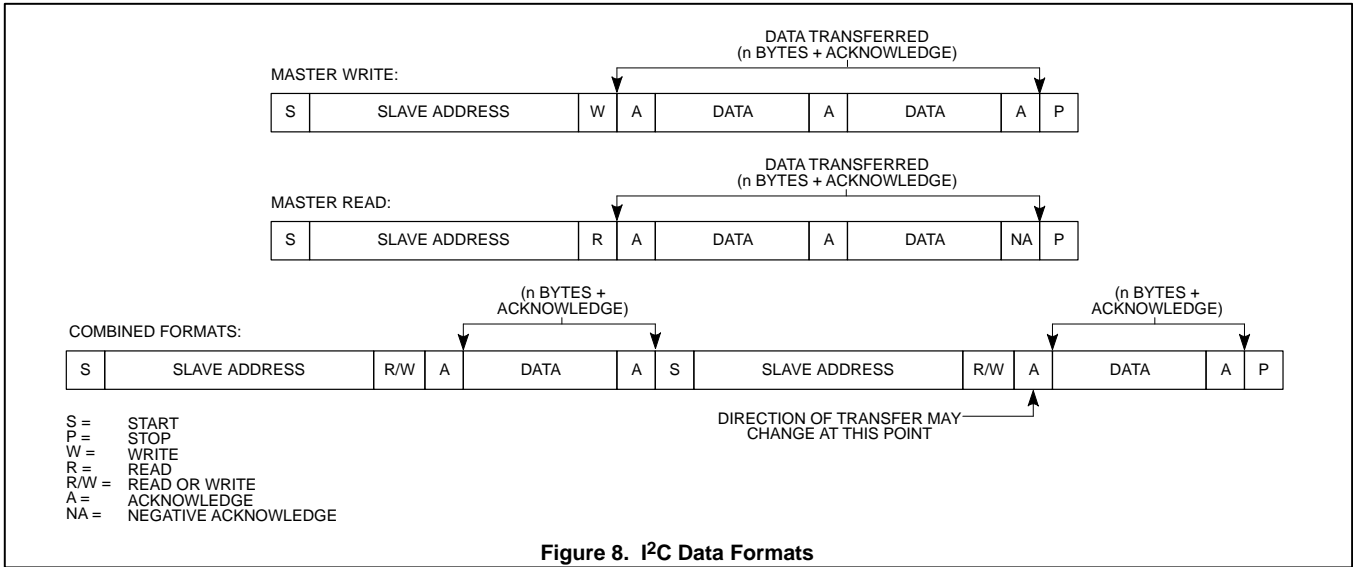 DATA TRANSFERRED
(n BYTES + ACKNOWLEDGE)
MASTER WRITE:
S SLAVE ADDRESS W A DATA A DATA A P
DATA TRANSFERRED
(n BYTES + ACKNOWLEDGE)
MASTER READ:
S SLAVE ADDRESS R A DATA A DATA NA P
(n BYTES +
ACKNOWLEDGE)
(n BYTES +
ACKNOWLEDGE)
COMBINED FORMATS:
S SLAVE ADDRESS R/W A DATA A S SLAVE ADDRESS R/W A DATA A P
DIRECTION OF TRANSFER MAY
CHANGE AT THIS POINT
S = START
P = STOP
W = WRITE
R = READ
R/W = READ OR WRITE
A = ACKNOWLEDGE
NA = NEGATIVE ACKNOWLEDGE
Figure 8. I²C Data Formats